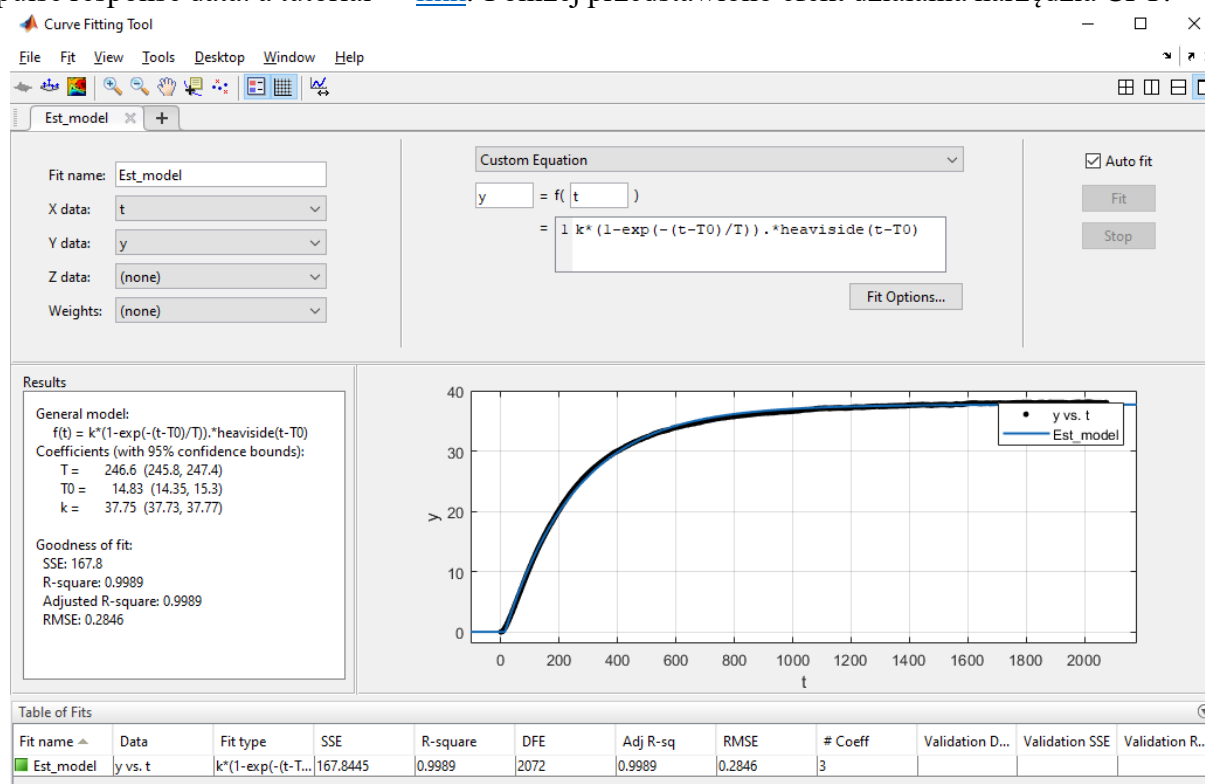 pulse response data: a tutorial
Curve Fitting Tool
File Fit View Tools Desktop Window Help
Est_model
Fit name: Est_model
X data: t
Y data: y
Z data: (none)
Weights: (none)
Custom Equation
y = f( t )
= 1 k*(1-exp(-(t-T0)/T)).*heaviside(t-T0)
Fit Options...
Auto fit
Fit
Stop
Results
General model:
f(t) = k*(1-exp(-(t-T0)/T)).*heaviside(t-T0)
Coefficients (with 95% confidence bounds):
T = 246.6 (245.8, 247.4)
T0 = 14.83 (14.35, 15.3)
k = 37.75 (37.73, 37.77)
Goodness of fit:
SSE: 167.8
R-square: 0.9989
Adjusted R-square: 0.9989
RMSE: 0.2846
40
30
20
10
0
y
0 200 400 600 800 1000 1200 1400 1600 1800 2000
t
y vs. t
Est_model
Table of Fits
Fit name Data Fit type SSE R-square DFE Adj R-sq RMSE # Coeff Validation D... Validation SSE Validation R...
Est_model y vs. t k*(1-exp(-(t-T... 167.8445 0.9989 2072 0.9989 0.2846 3